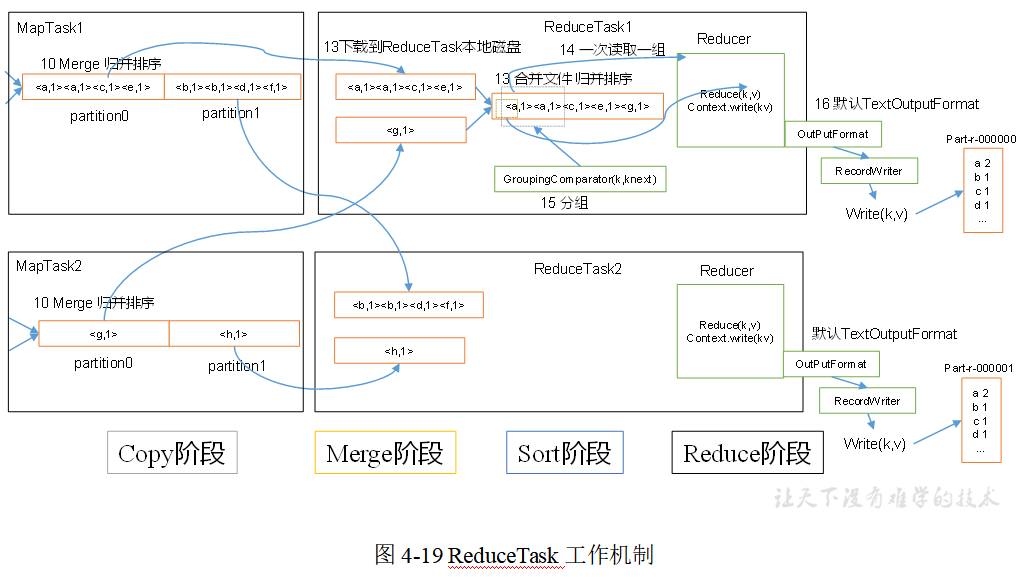 MapTask1
10 Merge 归并排序
<a,1><a,1><c,1><e,1>
<b,1><b,1><d,1><f,1>
partition0
partition1
ReduceTask1
13下载到ReduceTask本地磁盘
14 一次读取一组
Reducer
<a,1><a,1><c,1><e,1>
13 合并文件 归并排序
<a,1><a,1><c,1><e,1><g,1>
<g,1>
Reduce(k,v)
Context.write(kv)
GroupingComparator(k,knext)
15 分组
16 默认TextOutputFormat
OutPutFormat
RecordWriter
Write(k,v)
Part-r-000000
a 2
b 1
c 1
d 1
...
MapTask2
10 Merge 归并排序
<g,1>
<h,1>
partition0
partition1
ReduceTask2
Reducer
<b,1><b,1><d,1><f,1>
<h,1>
Reduce(k,v)
Context.write(kv)
默认TextOutputFormat
OutPutFormat
RecordWriter
Write(k,v)
Part-r-000001
a 2
b 1
c 1
d 1
...
Copy阶段
Merge阶段
Sort阶段
Reduce阶段
让天下没有难学的技术
图 4-19 ReduceTask 工作机制